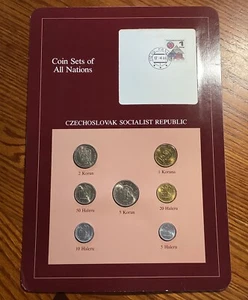 Coin Sets of
All Nations
CZECHOSLOVAK SOCIALIST REPUBLIC
2 Koruna
1 Koruna
50 Haleru
5 Korun
20 Haleru
10 Haleru
5 Haleru